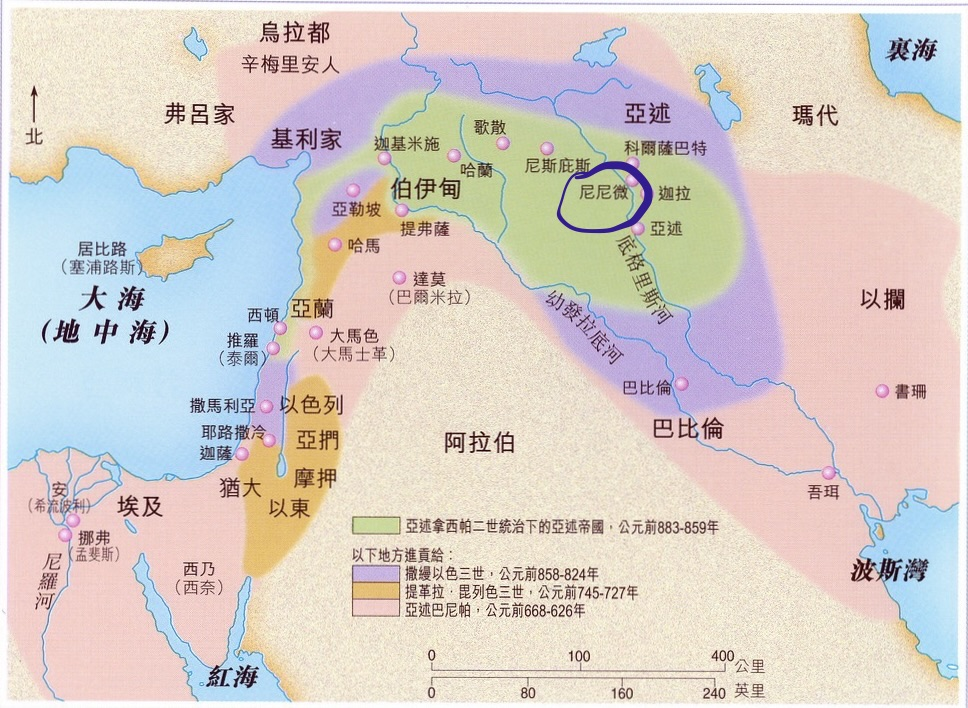 烏拉都
辛梅里安人
裏海
北
弗呂家
亞述
瑪代
基利家
迦基米施
歌散
科爾薩巴特
哈蘭
尼斯庇斯
伯伊甸
尼尼微
迦拉
亞勒坡
提弗薩
亞述
哈馬
居比路
(塞浦路斯)
底格里斯河
達莫
(巴爾米拉)
大海
(地中海)
以攔
西頓
亞蘭
幼發拉底河
推羅
(泰爾)
大馬色
(大馬士革)
巴比倫
書珊
撒馬利亞
以色列
耶路撒冷
亞捫
巴比倫
阿拉伯
迦薩
摩押
猶大
吾珥
安
(希流波利)
埃及
以東
挪弗
(孟斐斯)
尼羅河
西乃
(西奈)
波斯灣
紅海
亞述拿西帕二世統治下的亞述帝國，公元前883-859年
以下地方進貢給：
撒縵以色三世，公元前858-824年
提革拉．毘列色三世，公元前745-727年
亞述巴尼帕，公元前668-626年
0 100 400 公里
0 80 160 240 英里